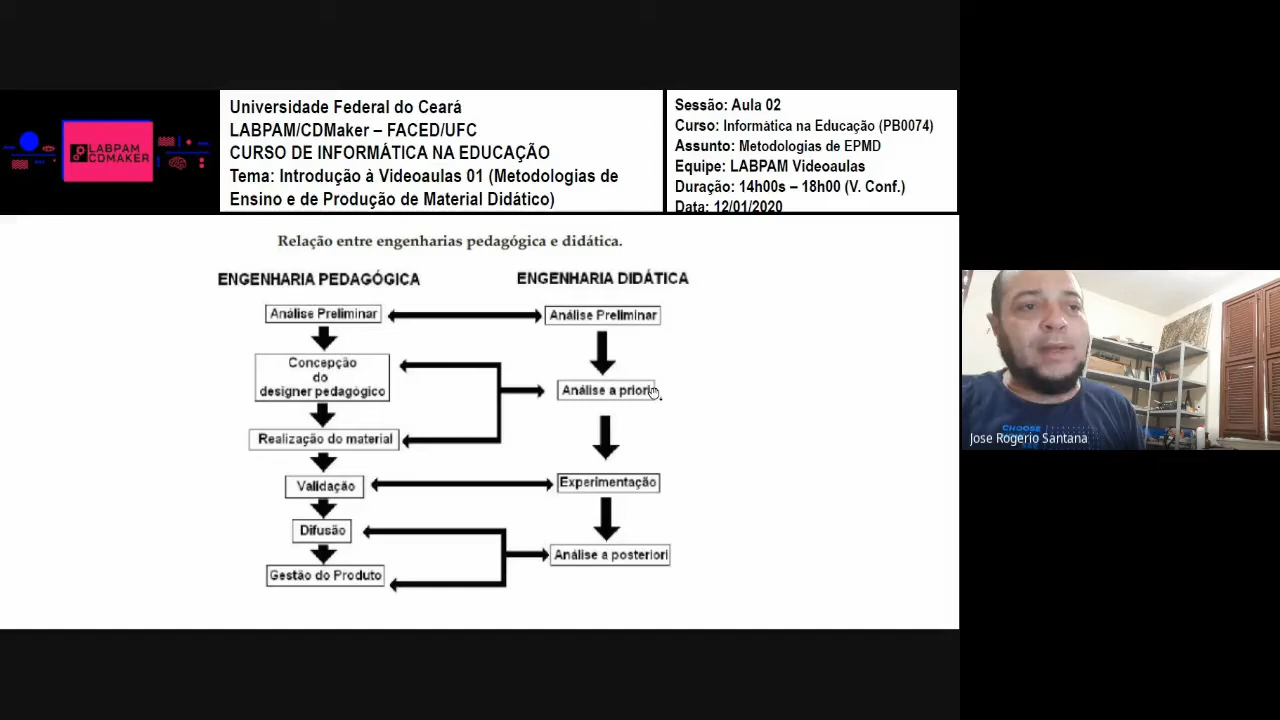 LABPAM
CDMAKER
Universidade Federal do Ceará
LABPAM/CDMaker – FACED/UFC
CURSO DE INFORMÁTICA NA EDUCAÇÃO
Tema: Introdução à Videoaulas 01 (Metodologias de
Ensino e de Produção de Material Didático)
Sessão: Aula 02
Curso: Informática na Educação (PB0074)
Assunto: Metodologias de EPMD
Equipe: LABPAM Videoaulas
Duração: 14h00s – 18h00 (V. Conf.)
Data: 12/01/2020
Relação entre engenharias pedagógica e didática.
ENGENHARIA PEDAGÓGICA
Análise Preliminar
Concepção
do
designer pedagógico
Realização do material
Validação
Difusão
Gestão do Produto
ENGENHARIA DIDÁTICA
Análise Preliminar
Análise a priori
Experimentação
Análise a posteriori
CHOOSE
Jose Rogerio Santana